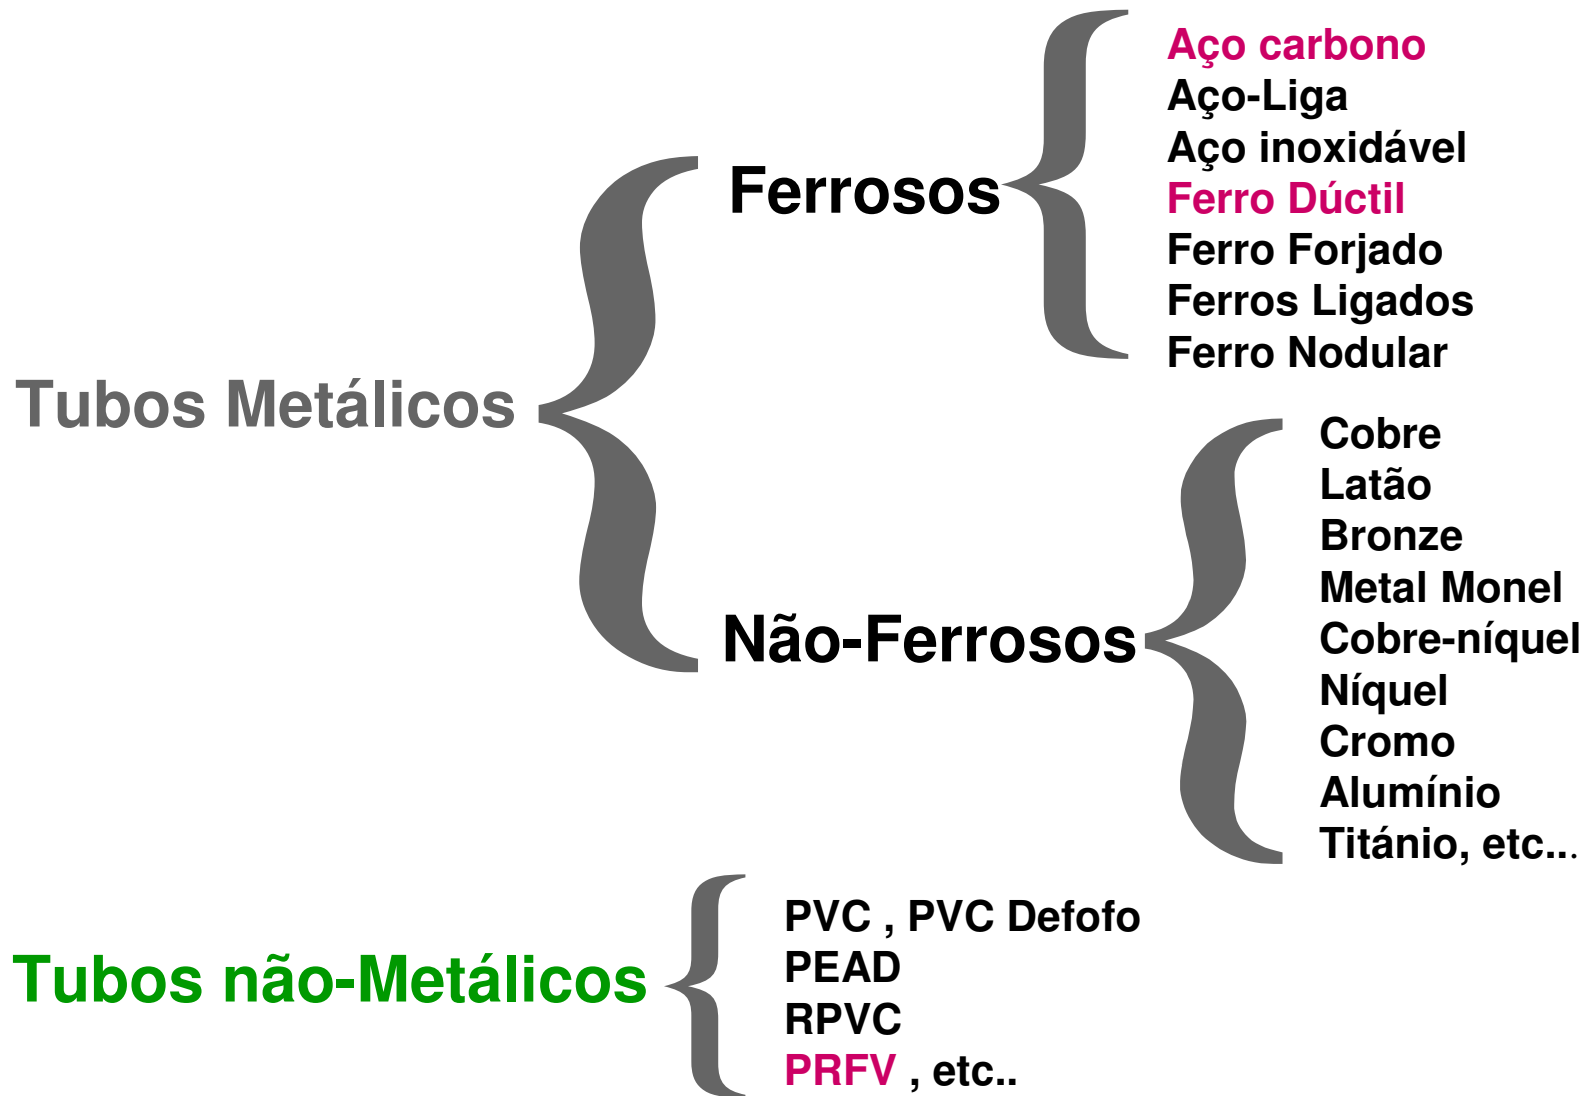 Tubos Metálicos
Ferrosos
Aço carbono
Aço-Liga
Aço inoxidável
Ferro Dúctil
Ferro Forjado
Ferros Ligados
Ferro Nodular
Não-Ferrosos
Cobre
Latão
Bronze
Metal Monel
Cobre-níquel
Níquel
Cromo
Alumínio
Titánio, etc...
Tubos não-Metálicos
PVC , PVC Defofo
PEAD
RPVC
PRFV , etc..